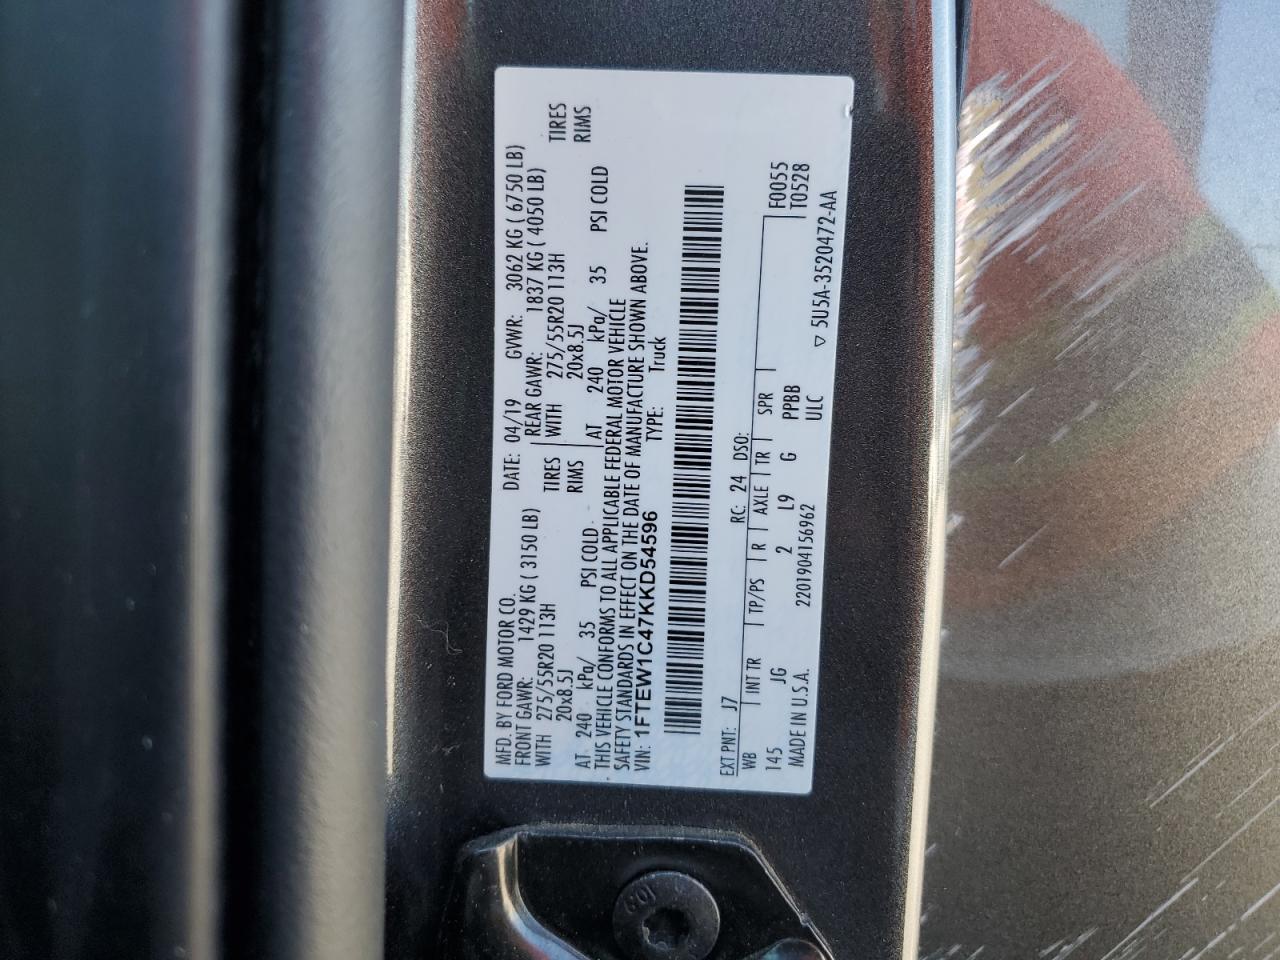 MFD. BY FORD MOTOR CO.
DATE: 04/19 GVWR: 3062 KG ( 6750 LB)
FRONT GAWR: 1429 KG ( 3150 LB) REAR GAWR: 1837 KG ( 4050 LB)
WITH 275/55R20 113H TIRES WITH 275/55R20 113H TIRES
20x8.5J RIMS 20x8.5J RIMS
AT 240 kPa/ 35 PSI COLD AT 240 kPa/ 35 PSI COLD
THIS VEHICLE CONFORMS TO ALL APPLICABLE FEDERAL MOTOR VEHICLE
SAFETY STANDARDS IN EFFECT ON THE DATE OF MANUFACTURE SHOWN ABOVE.
VIN: 1FTEW1C47KKD54596 TYPE: Truck
EXT PNT: J7 RC: 24 DSO:
WB INT TR TP/PS R AXLE TR SPR F0055
145 JG 2 L9 G PPBB T0528
MADE IN U.S.A. 2201904156962 ULC
▽ 5U5A-3520472-AA
109